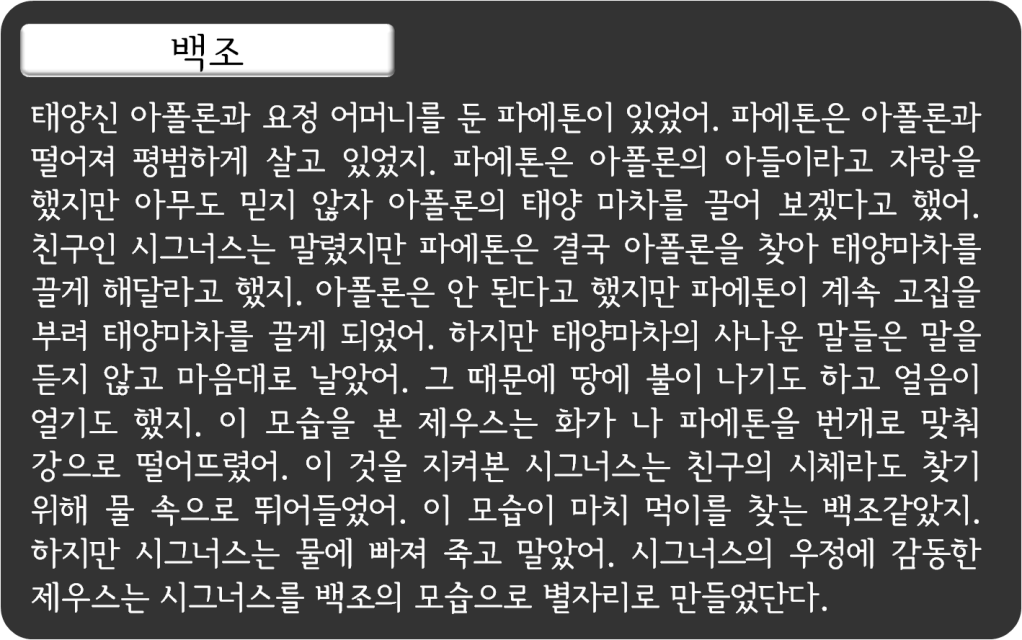 백조
태양신 아폴론과 요정 어머니를 둔 파에톤이 있었어. 파에톤은 아폴론과
떨어져 평범하게 살고 있었지. 파에톤은 아폴론의 아들이라고 자랑을
했지만 아무도 믿지 않자 아폴론의 태양 마차를 끌어 보겠다고 했어.
친구인 시그너스는 말렸지만 파에톤은 결국 아폴론을 찾아 태양마차를
끌게 해달라고 했지. 아폴론은 안 된다고 했지만 파에톤이 계속 고집을
부려 태양마차를 끌게 되었어. 하지만 태양마차의 사나운 말들은 말을
듣지 않고 마음대로 날았어. 그 때문에 땅에 불이 나기도 하고 얼음이
얼기도 했지. 이 모습을 본 제우스는 화가 나 파에톤을 번개로 맞춰
강으로 떨어뜨렸어. 이 것을 지켜본 시그너스는 친구의 시체라도 찾기
위해 물 속으로 뛰어들었어. 이 모습이 마치 먹이를 찾는 백조같았지.
하지만 시그너스는 물에 빠져 죽고 말았어. 시그너스의 우정에 감동한
제우스는 시그너스를 백조의 모습으로 별자리로 만들었단다.